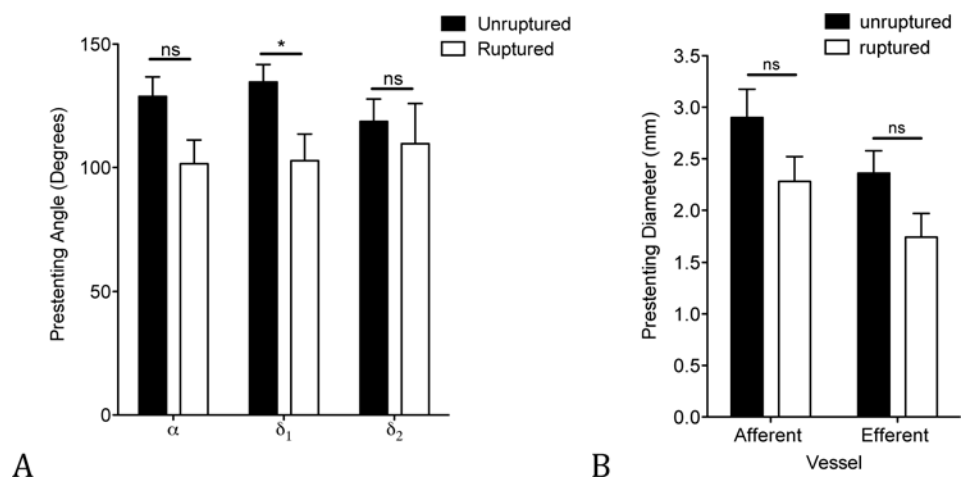 Unruptured
Ruptured
Prestenting Angle (Degrees)
150
100
50
0
ns
*
ns
α
δ1
δ2
A
unruptured
ruptured
Prestenting Diameter (mm)
3.5
3.0
2.5
2.0
1.5
1.0
0.5
0.0
ns
ns
Afferent
Efferent
Vessel
B